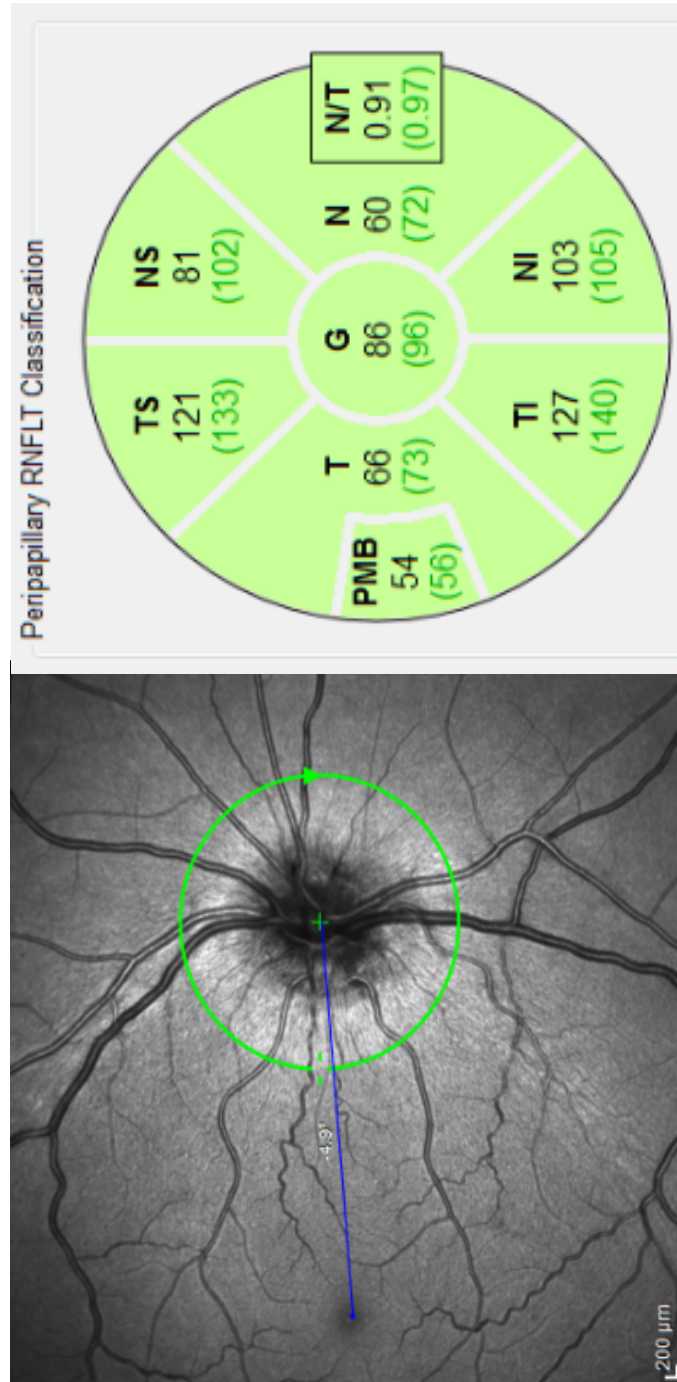 Peripapillary RNFLT Classification
NS
81
(102)
TS
121
(133)
N/T
0.91
(0.97)
N
60
(72)
G
86
(96)
T
66
(73)
PMB
54
(56)
NI
103
(105)
TI
127
(140)
-4.9°
200 µm